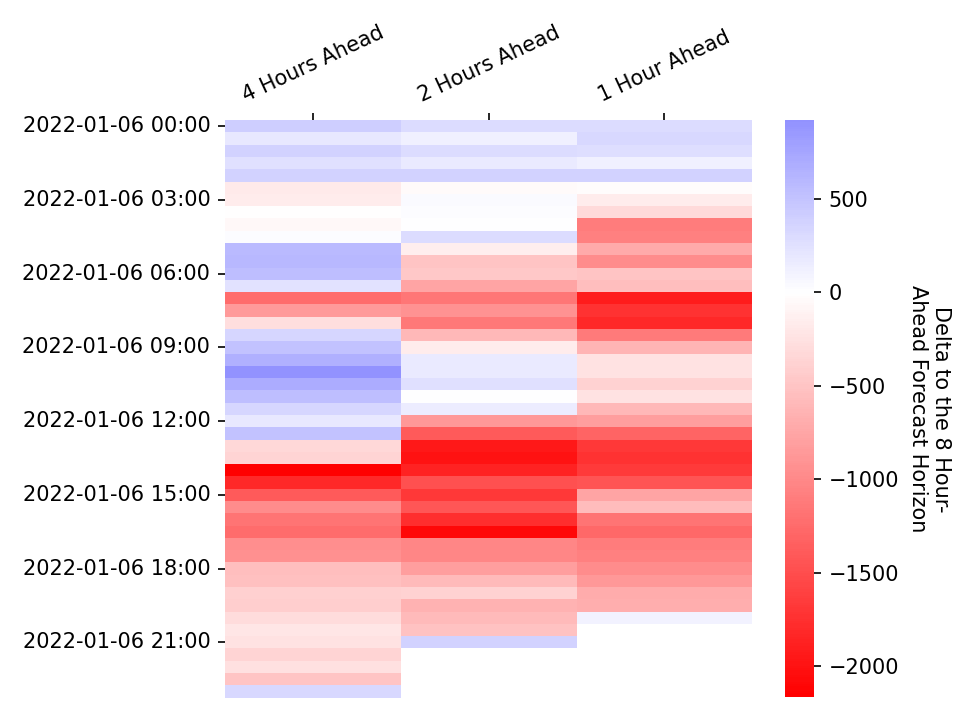 4 Hours Ahead
2 Hours Ahead
1 Hour Ahead
2022-01-06 00:00
2022-01-06 03:00
2022-01-06 06:00
2022-01-06 09:00
2022-01-06 12:00
2022-01-06 15:00
2022-01-06 18:00
2022-01-06 21:00
500
0
−500
−1000
−1500
−2000
Delta to the 8 Hour-
Ahead Forecast Horizon